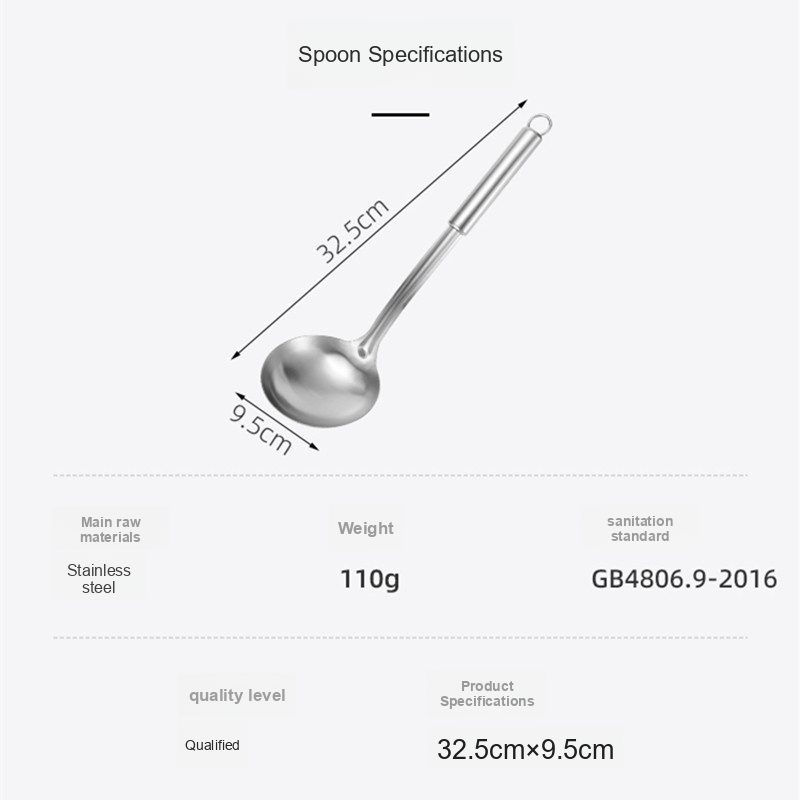 Spoon Specifications
32.5cm
9.5cm
Main raw
materials
Weight
sanitation
standard
Stainless
steel
110g
GB4806.9-2016
quality level
Product
Specifications
Qualified
32.5cm×9.5cm